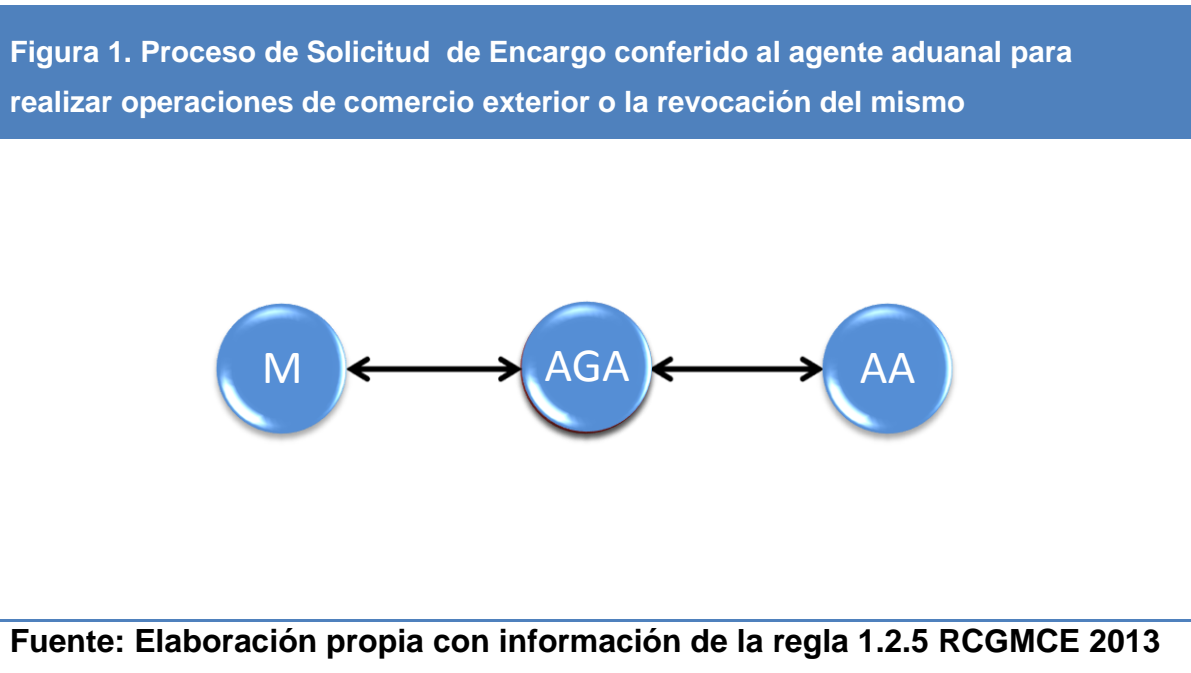 Figura 1. Proceso de Solicitud  de Encargo conferido al agente aduanal para
realizar operaciones de comercio exterior o la revocación del mismo
M
AGA
AA
Fuente: Elaboración propia con información de la regla 1.2.5 RCGMCE 2013